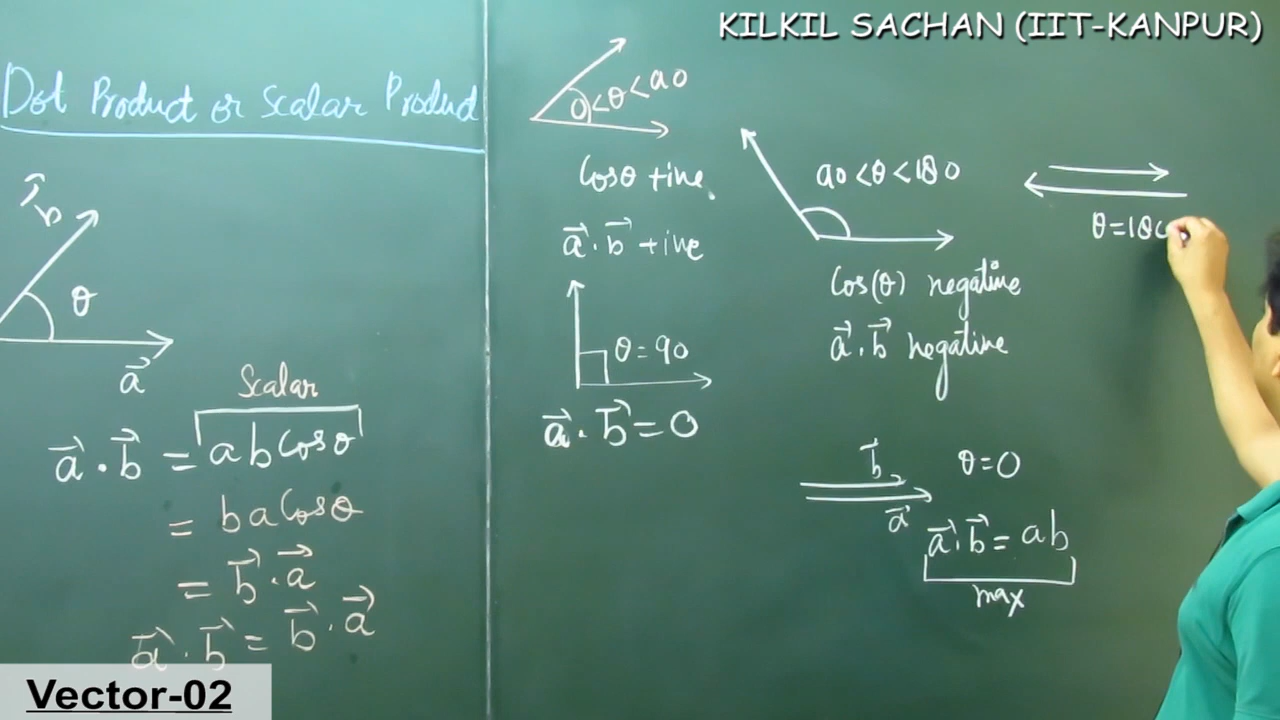 KILKIL SACHAN (IIT-KANPUR)
Dot Product or Scalar Product
b
θ
a⃗
Scalar
a⃗ . b⃗ = ab Cosθ
= ba Cosθ
= b⃗ . a⃗
a⃗ . b⃗ = b⃗ . a⃗
0 < θ < 90
Cosθ +ive
a⃗ . b⃗ +ive
θ = 90
a⃗ . b⃗ = 0
90 < θ < 180
Cos(θ) negative
a⃗ . b⃗ negative
b⃗
θ = 0
a⃗
a⃗ . b⃗ = ab
max
θ = 180
Vector-02